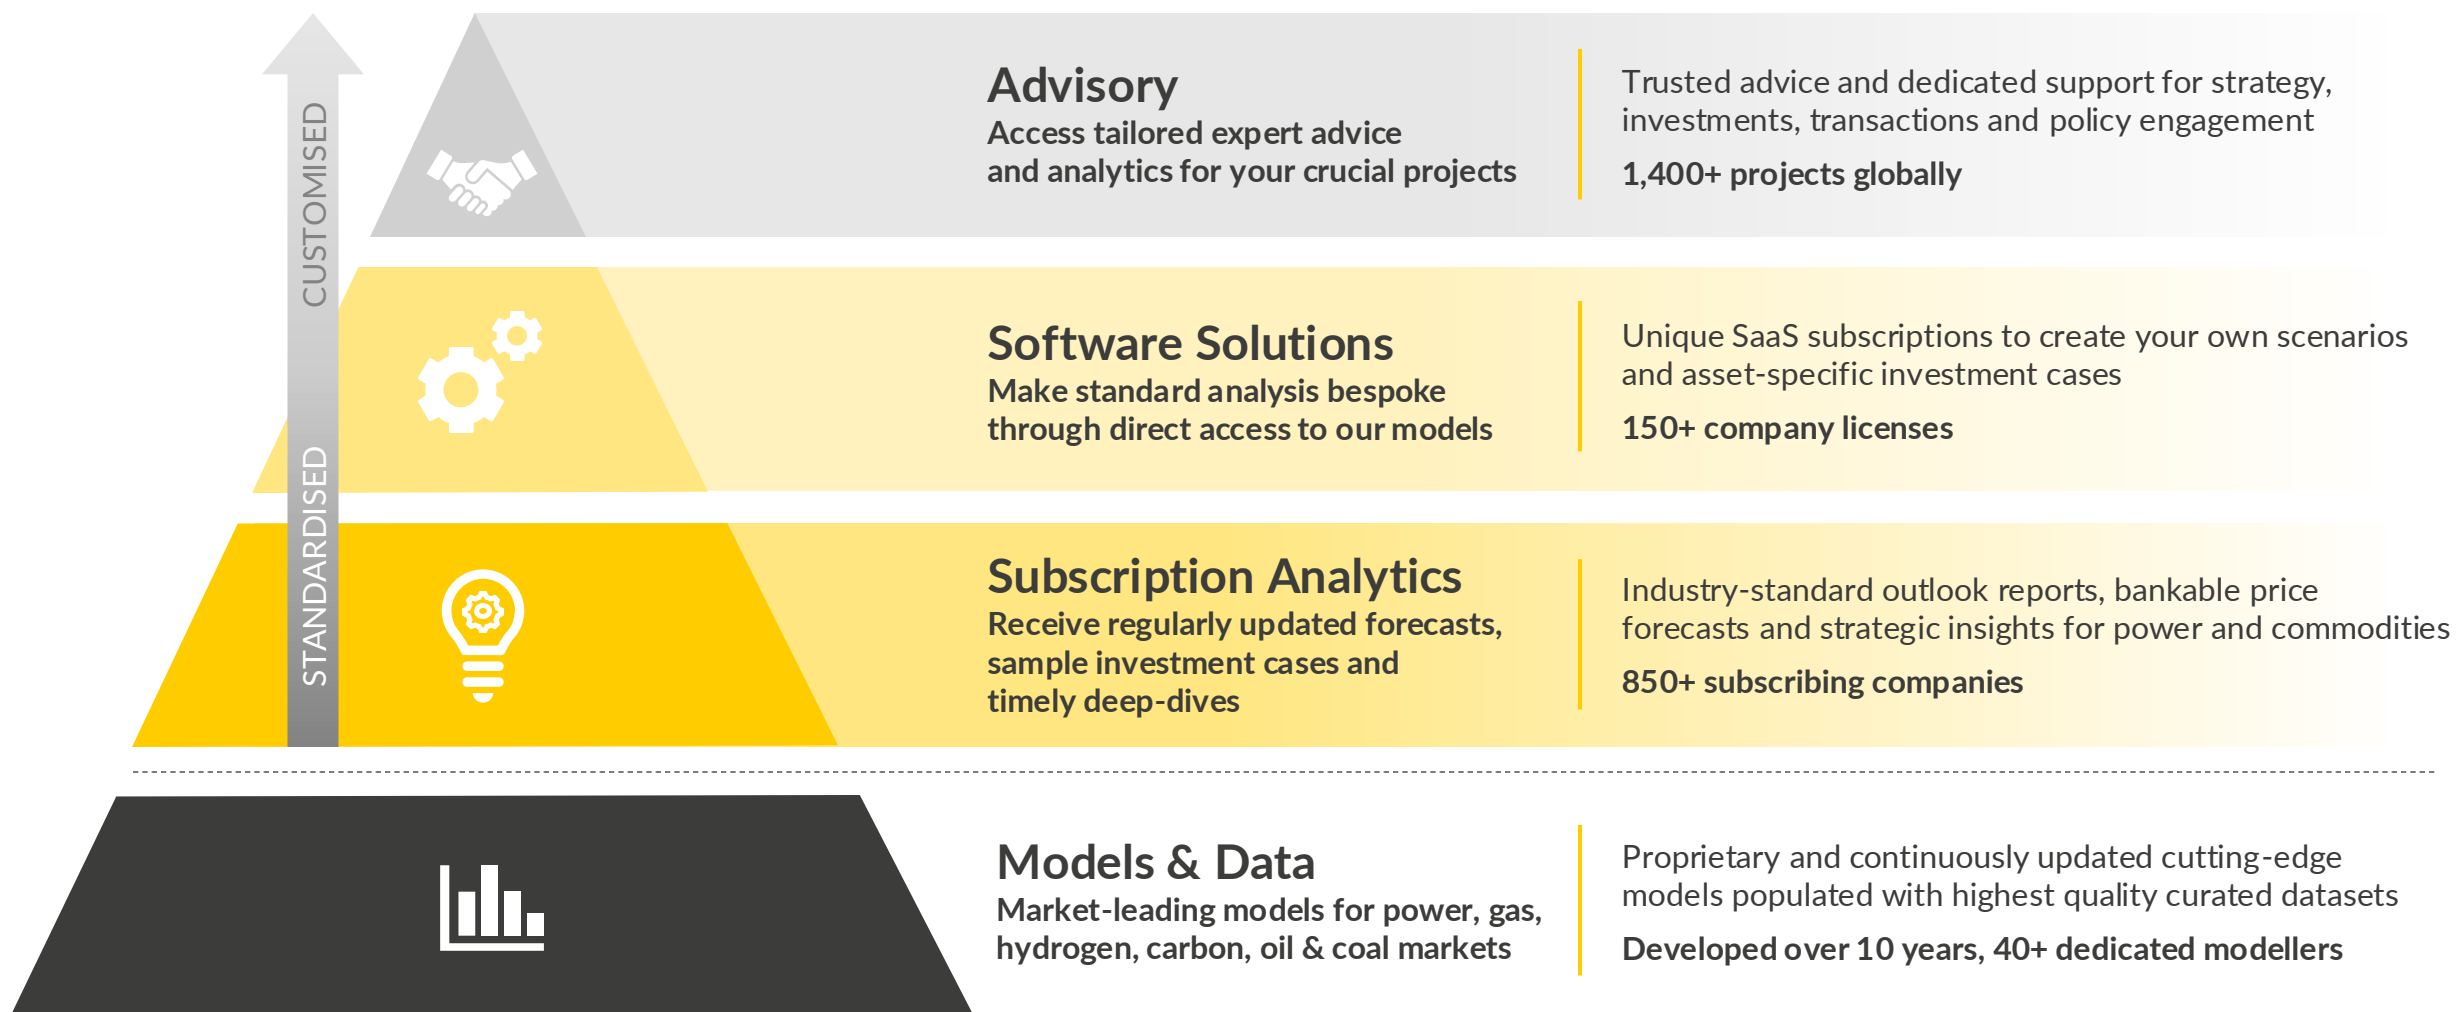 CUSTOMISED
STANDARDISED
Advisory
Access tailored expert advice
and analytics for your crucial projects
Trusted advice and dedicated support for strategy,
investments, transactions and policy engagement
1,400+ projects globally
Software Solutions
Make standard analysis bespoke
through direct access to our models
Unique SaaS subscriptions to create your own scenarios
and asset-specific investment cases
150+ company licenses
Subscription Analytics
Receive regularly updated forecasts,
sample investment cases and
timely deep-dives
Industry-standard outlook reports, bankable price
forecasts and strategic insights for power and commodities
850+ subscribing companies
Models & Data
Market-leading models for power, gas,
hydrogen, carbon, oil & coal markets
Proprietary and continuously updated cutting-edge
models populated with highest quality curated datasets
Developed over 10 years, 40+ dedicated modellers